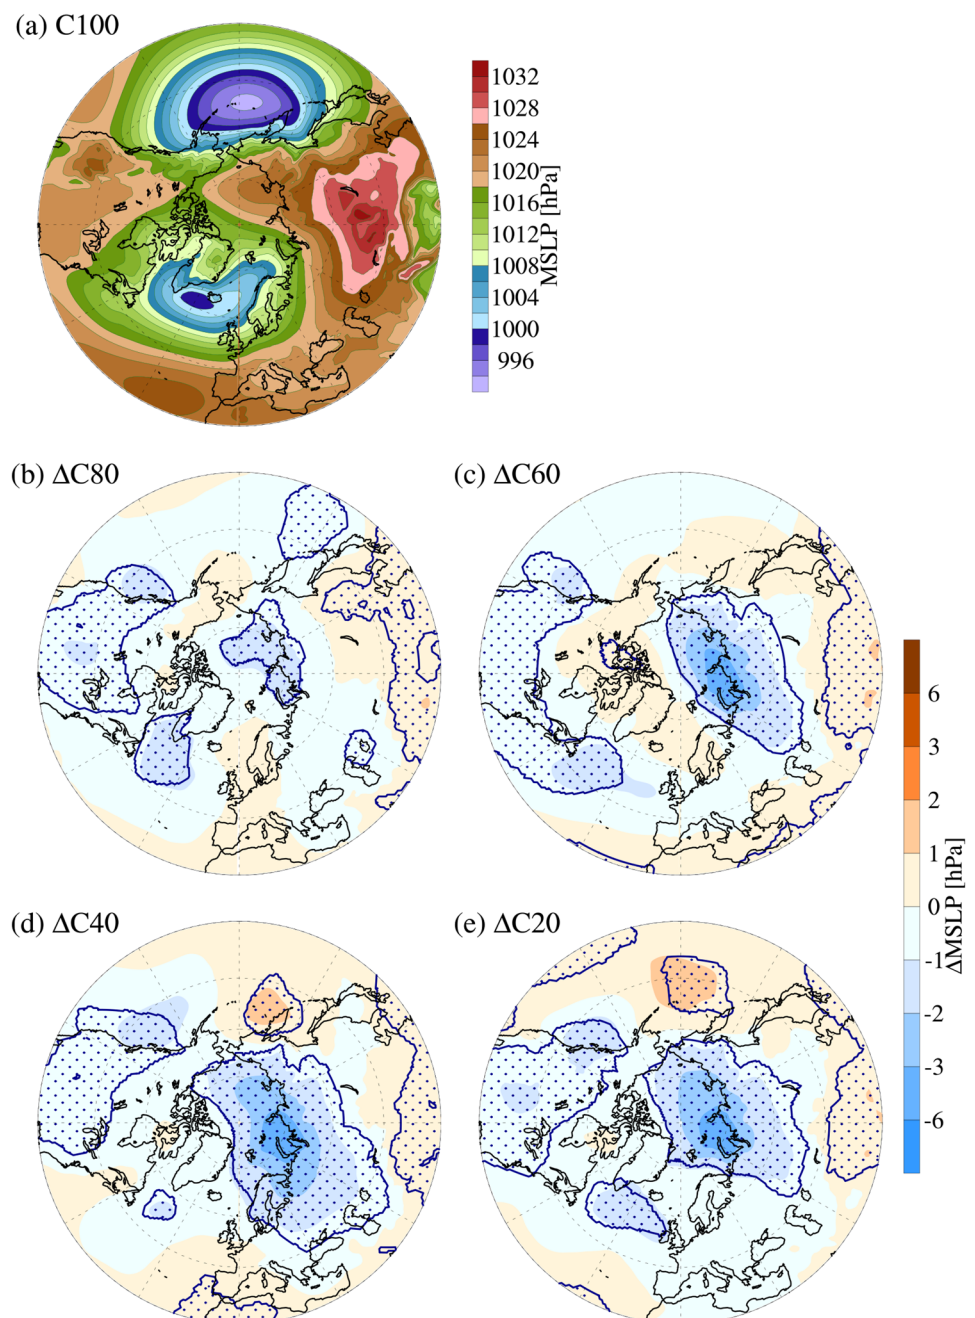 (a) C100
1032
1028
1024
1020
1016
1012
1008
1004
1000
996
MSLP [hPa]
(b) ΔC80
(c) ΔC60
(d) ΔC40
(e) ΔC20
6
3
2
1
0
-1
-2
-3
-6
ΔMSLP [hPa]